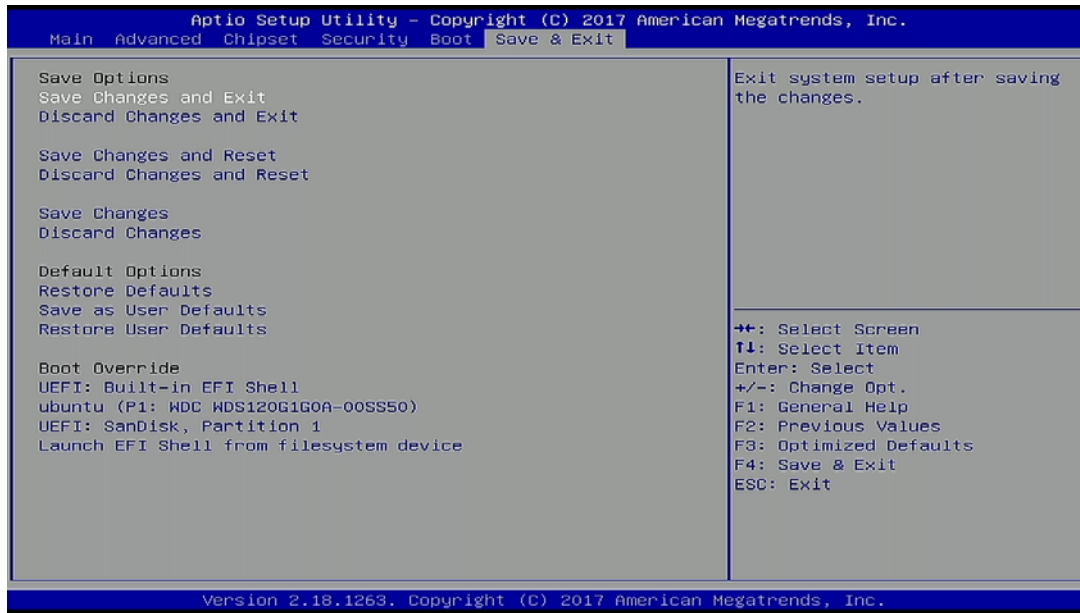 Aptio Setup Utility – Copyright (C) 2017 American Megatrends, Inc.
Main Advanced Chipset Security Boot Save & Exit
Save Options
Save Changes and Exit
Discard Changes and Exit
Save Changes and Reset
Discard Changes and Reset
Save Changes
Discard Changes
Default Options
Restore Defaults
Save as User Defaults
Restore User Defaults
Boot Override
UEFI: Built-in EFI Shell
ubuntu (P1: WDC WDS120G1G0A-00SS50)
UEFI: SanDisk, Partition 1
Launch EFI Shell from filesystem device
Exit system setup after saving
the changes.
→←: Select Screen
↑↓: Select Item
Enter: Select
+/-: Change Opt.
F1: General Help
F2: Previous Values
F3: Optimized Defaults
F4: Save & Exit
ESC: Exit
Version 2.18.1263. Copyright (C) 2017 American Megatrends, Inc.